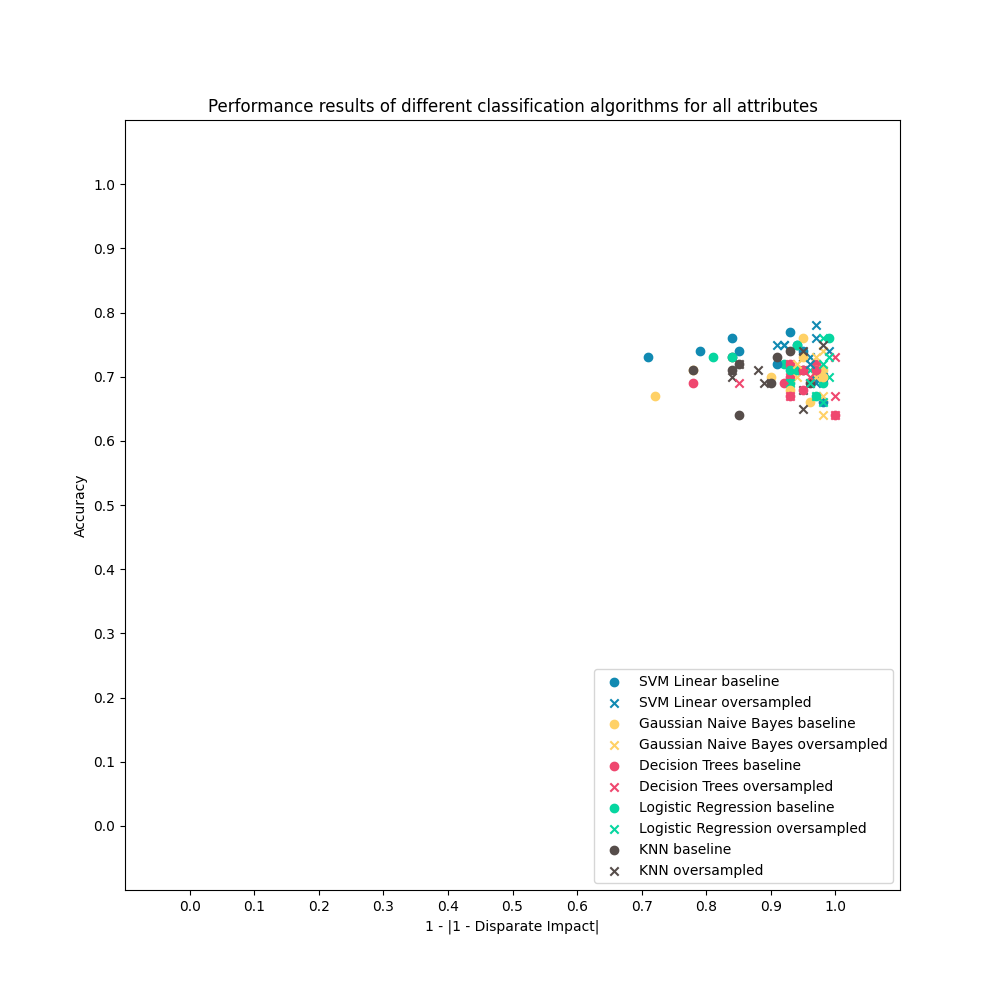 Performance results of different classification algorithms for all attributes
1.0
0.9
0.8
0.7
0.6
0.5
0.4
0.3
0.2
0.1
0.0
Accuracy
SVM Linear baseline
SVM Linear oversampled
Gaussian Naive Bayes baseline
Gaussian Naive Bayes oversampled
Decision Trees baseline
Decision Trees oversampled
Logistic Regression baseline
Logistic Regression oversampled
KNN baseline
KNN oversampled
0.0 0.1 0.2 0.3 0.4 0.5 0.6 0.7 0.8 0.9 1.0
1 - |1 - Disparate Impact|